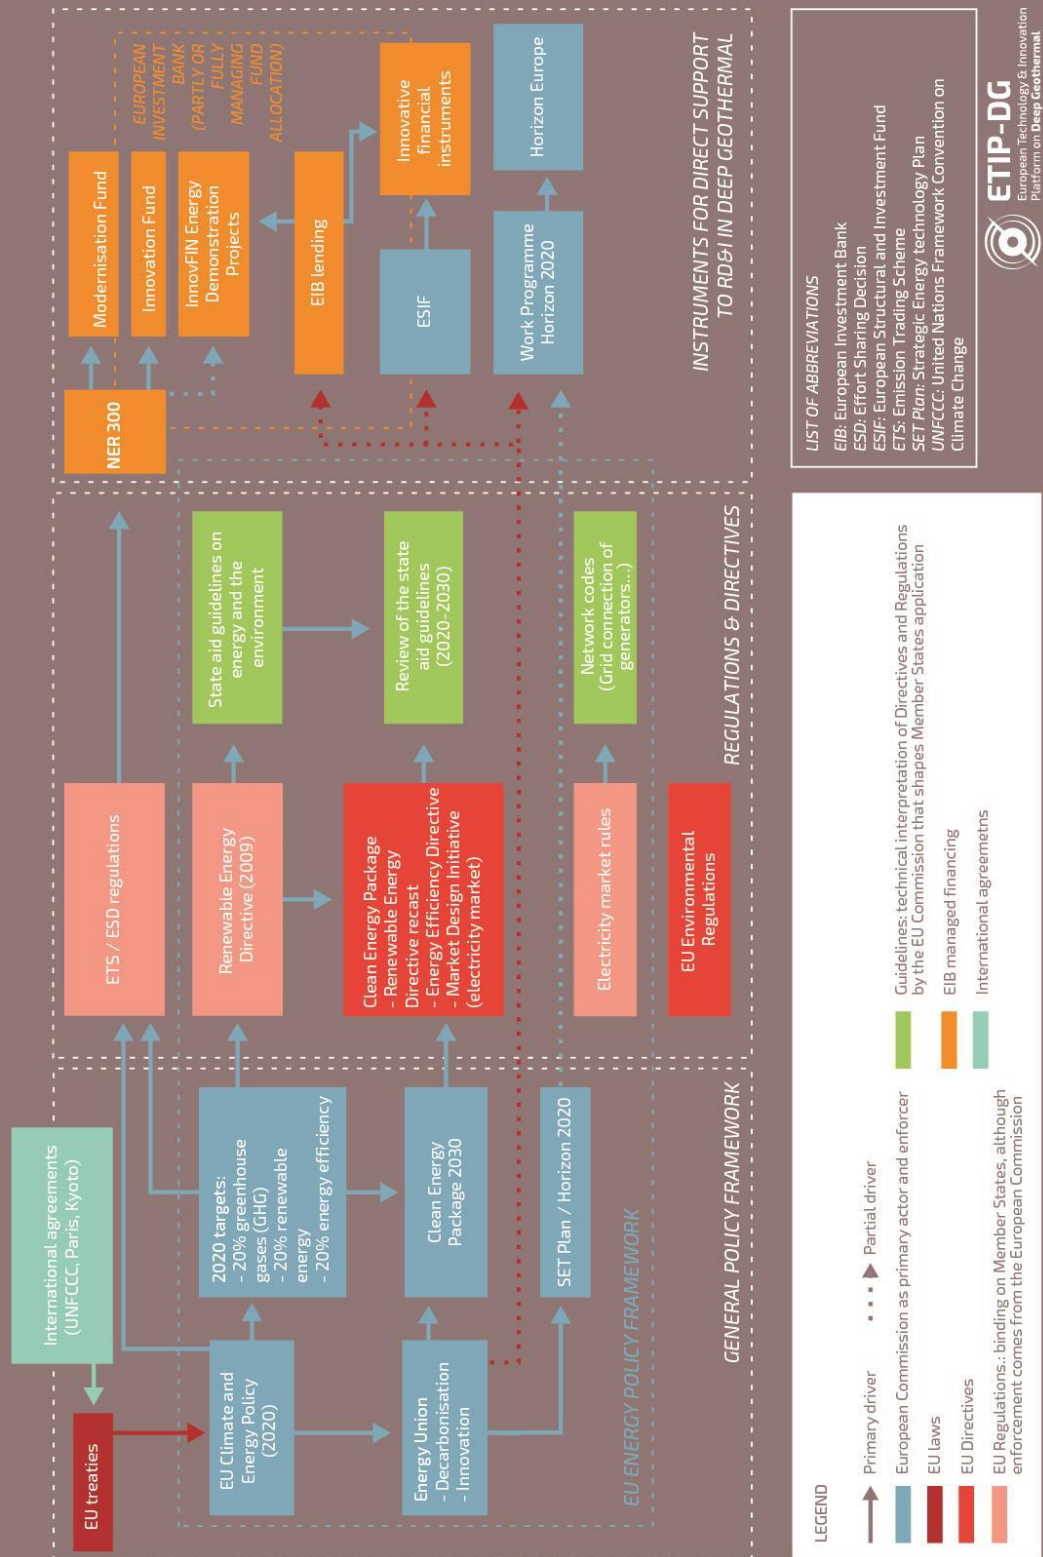 International agreements
(UNFCCC, Paris, Kyoto)
EU treaties
EU Climate and
Energy Policy
(2020)
2020 targets:
- 20% greenhouse
gases (GHG)
- 20% renewable
energy
- 20% energy efficiency
Energy Union
- Decarbonisation
- Innovation
Clean Energy
Package 2030
SET Plan / Horizon 2020
EU ENERGY POLICY FRAMEWORK
GENERAL POLICY FRAMEWORK
ETS / ESD regulations
Renewable Energy
Directive (2009)
State aid guidelines on
energy and the
environment
Clean Energy Package
- Renewable Energy
Directive recast
- Energy Efficiency Directive
- Market Design Initiative
(electricity market)
Review of the state
aid guidelines
(2020-2030)
Electricity market rules
Network codes
(Grid connection of
generators...)
EU Environmental
Regulations
REGULATIONS & DIRECTIVES
NER 300
Modernisation Fund
Innovation Fund
InnovFIN Energy
Demonstration
Projects
EUROPEAN
INVESTMENT
BANK
(PARTLY OR
FULLY
MANAGING
FUND
ALLOCATION)
EIB lending
Innovative
financial
instruments
ESIF
Work Programme
Horizon 2020
Horizon Europe
INSTRUMENTS FOR DIRECT SUPPORT
TO RD&I IN DEEP GEOTHERMAL
LEGEND
Primary driver
Partial driver
European Commission as primary actor and enforcer
EU laws
EU Directives
EU Regulations.: binding on Member States, although
enforcement comes from the European Commission
Guidelines: technical interpretation of Directives and Regulations
by the EU Commission that shapes Member States application
EIB managed financing
International agreemetns
LIST OF ABBREVIATIONS
EIB: European Investment Bank
ESD: Effort Sharing Decision
ESIF: European Structural and Investment Fund
ETS: Emission Trading Scheme
SET Plan: Strategic Energy technology Plan
UNFCCC: United Nations Framework Convention on
Climate Change
ETIP-DG
European Technology & Innovation
Platform on Deep Geothermal